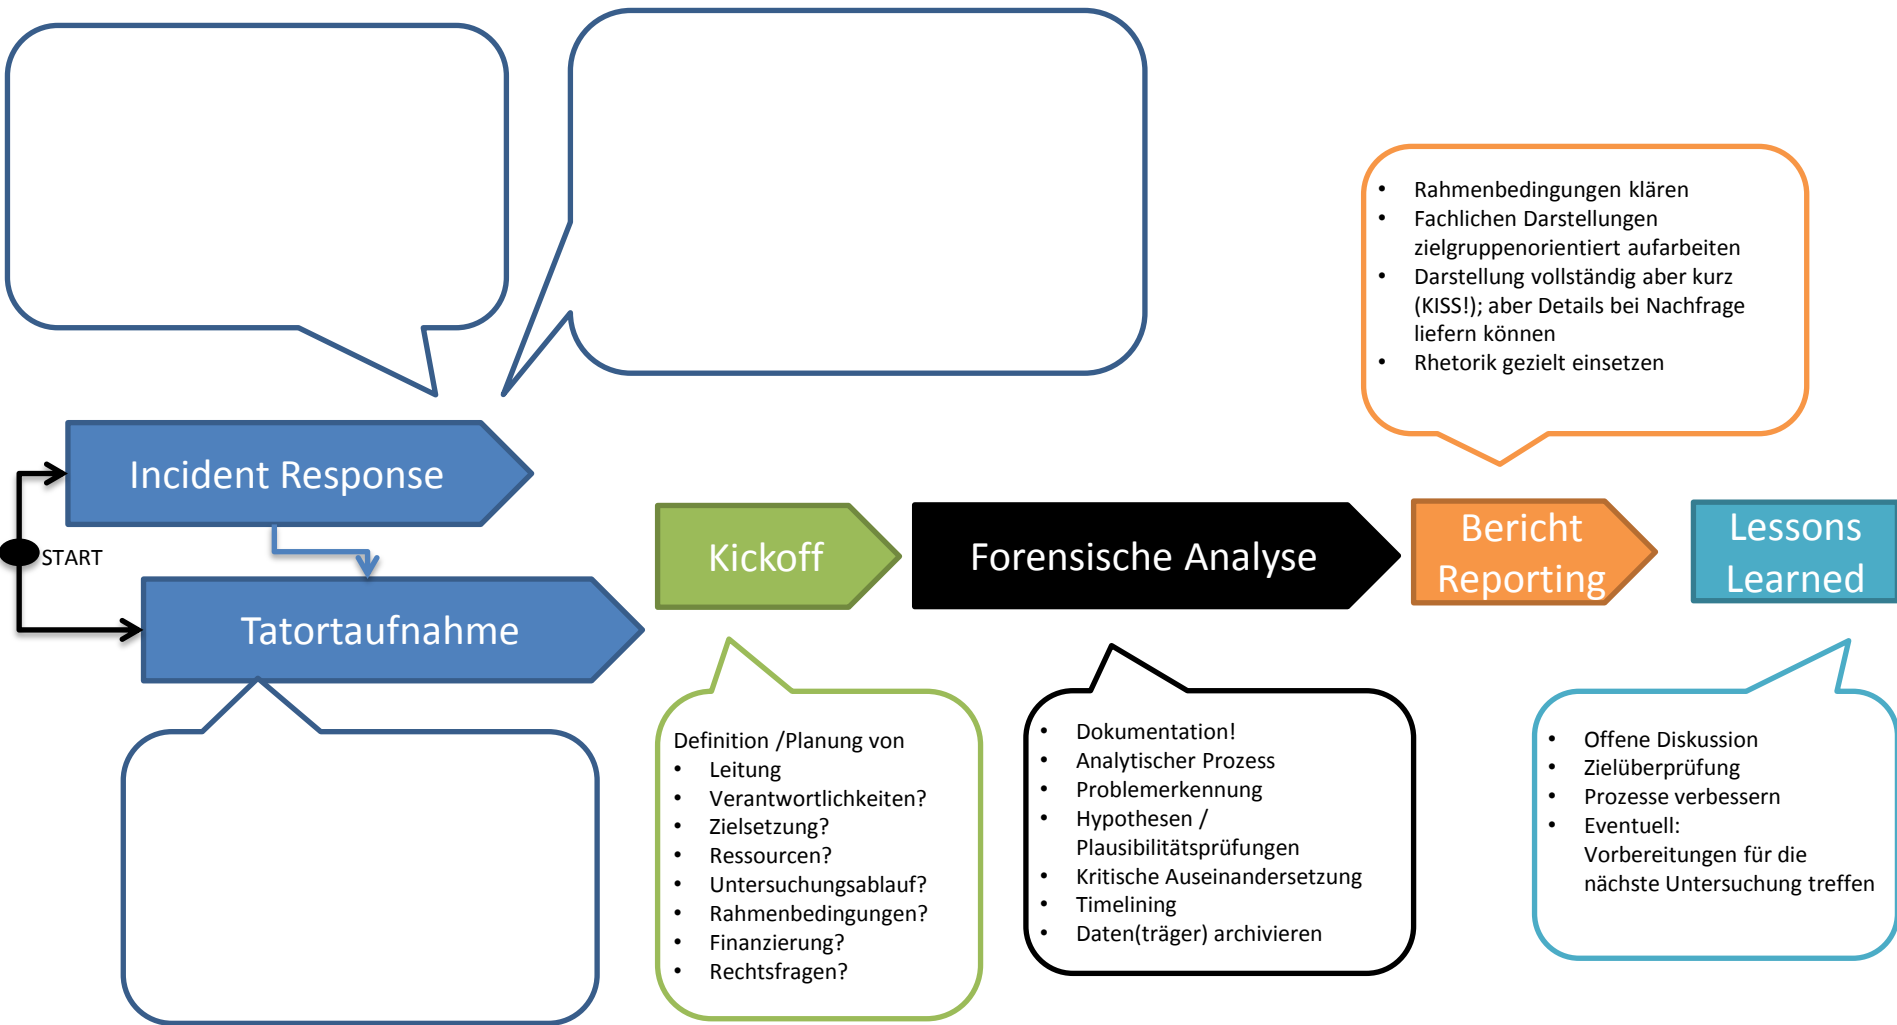 START
Incident Response
Tatortaufnahme
Kickoff
Definition /Planung von
• Leitung
• Verantwortlichkeiten?
• Zielsetzung?
• Ressourcen?
• Untersuchungsablauf?
• Rahmenbedingungen?
• Finanzierung?
• Rechtsfragen?
Forensische Analyse
• Dokumentation!
• Analytischer Prozess
• Problemerkennung
• Hypothesen /
Plausibilitätsprüfungen
• Kritische Auseinandersetzung
• Timelining
• Daten(träger) archivieren
• Rahmenbedingungen klären
• Fachlichen Darstellungen
zielgruppenorientiert aufarbeiten
• Darstellung vollständig aber kurz
(KISS!); aber Details bei Nachfrage
liefern können
• Rhetorik gezielt einsetzen
Bericht
Reporting
Lessons
Learned
• Offene Diskussion
• Zielüberprüfung
• Prozesse verbessern
• Eventuell:
Vorbereitungen für die
nächste Untersuchung treffen